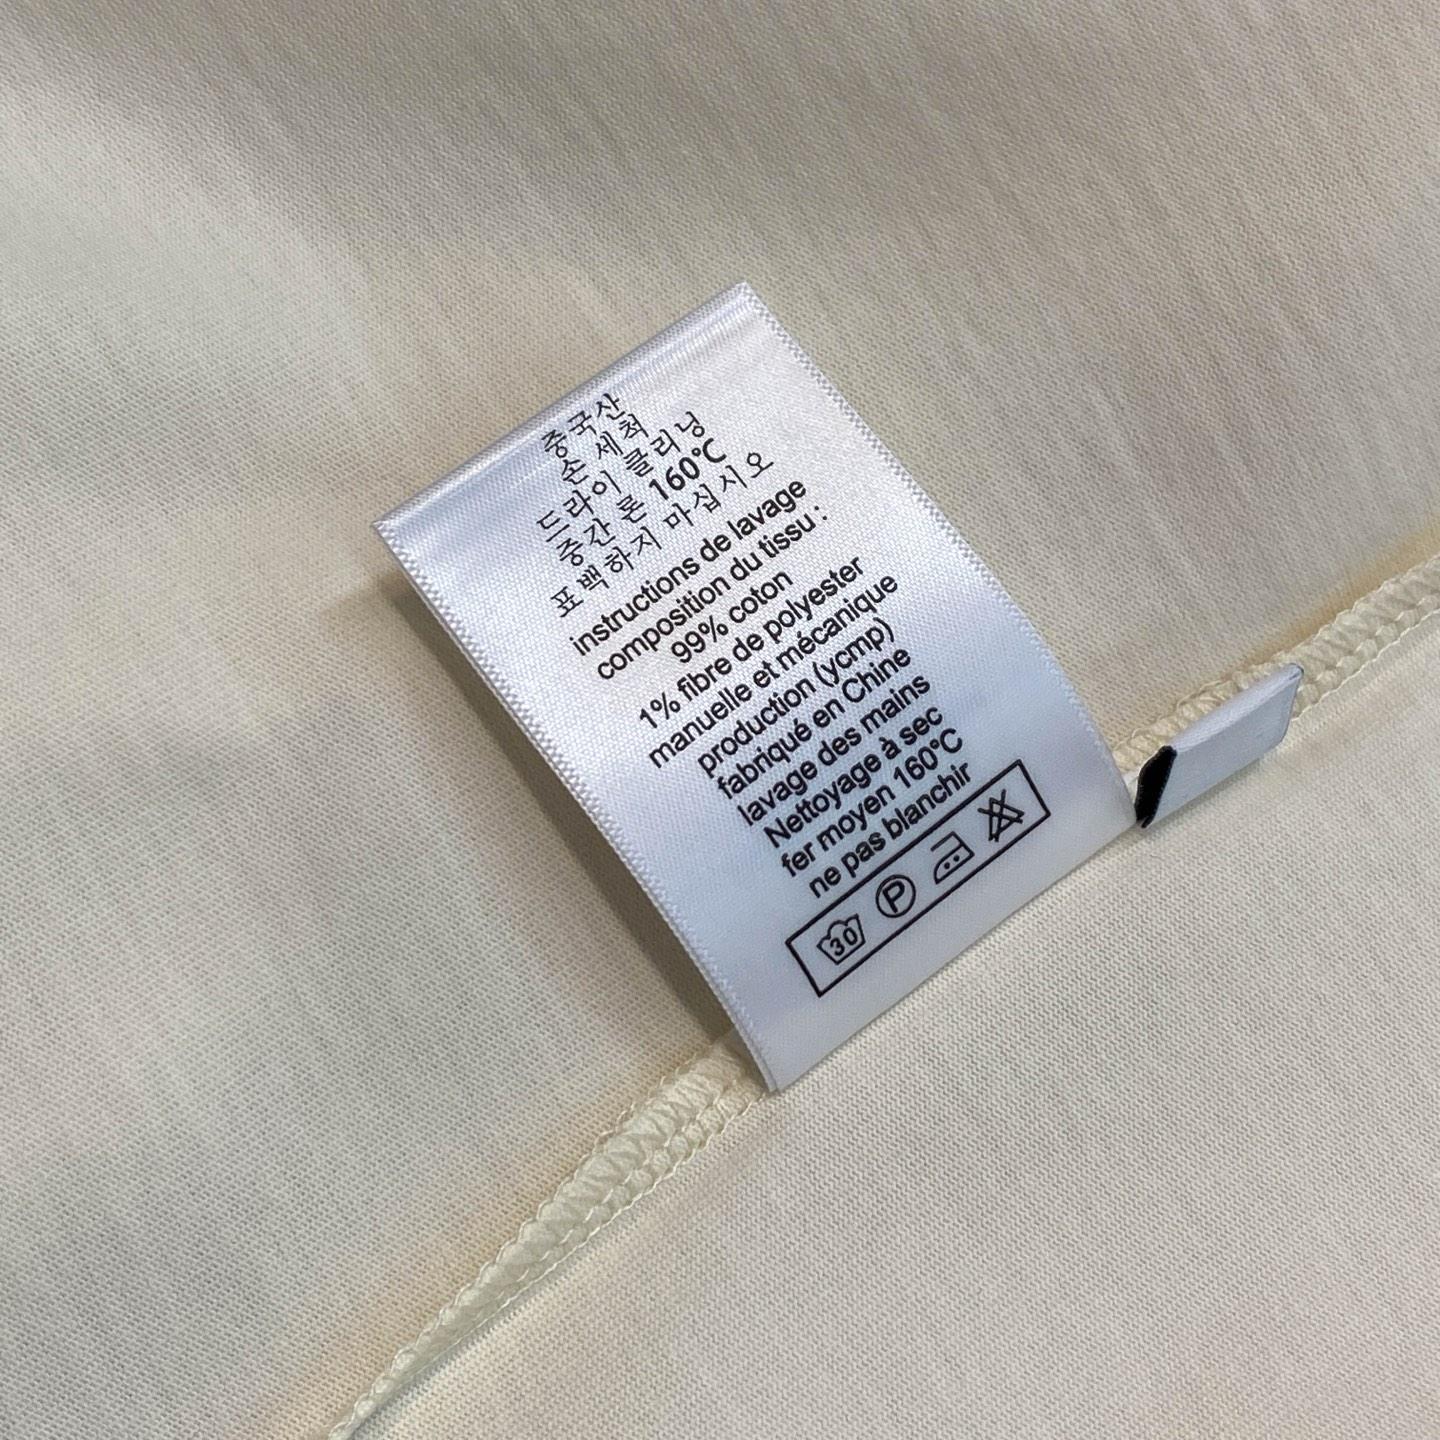 중국산
손 세척
드라이 클리닝
중간 론 160℃
표백하지 마십시오
instructions de lavage
composition du tissu :
99% coton
1% fibre de polyester
manuelle et mécanique
production (ycmp)
fabriqué en Chine
lavage des mains
Nettoyage à sec
fer moyen 160℃
ne pas blanchir
30 P